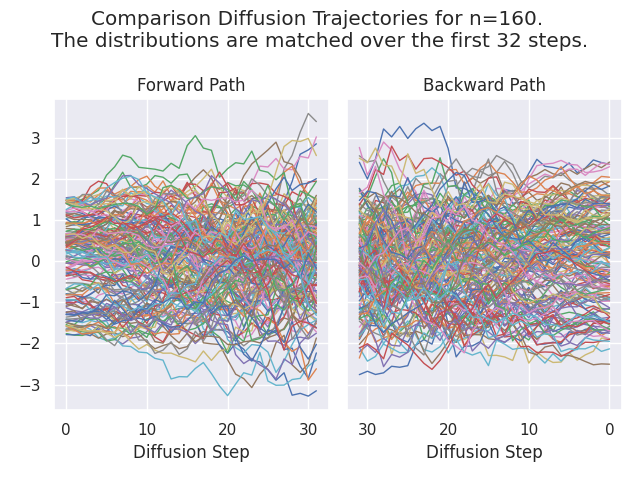 Comparison Diffusion Trajectories for n=160.
The distributions are matched over the first 32 steps.
Forward Path
Backward Path
3
2
1
0
−1
−2
−3
0
10
20
30
30
20
10
0
Diffusion Step
Diffusion Step